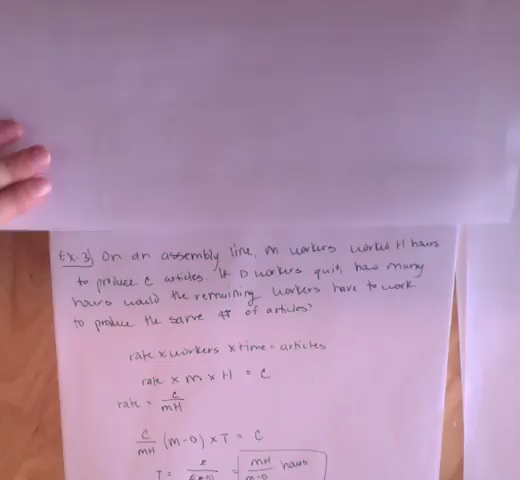 Ex. 3) On an assembly line, M workers worked H hours
to produce C articles. If D workers quit, how many
hours would the remaining workers have to work
to produce the same # of articles?
rate x workers x time = articles
rate x M x H = C
rate = C/MH
C/MH (M-D) x T = C
T = = MH/M-D hours